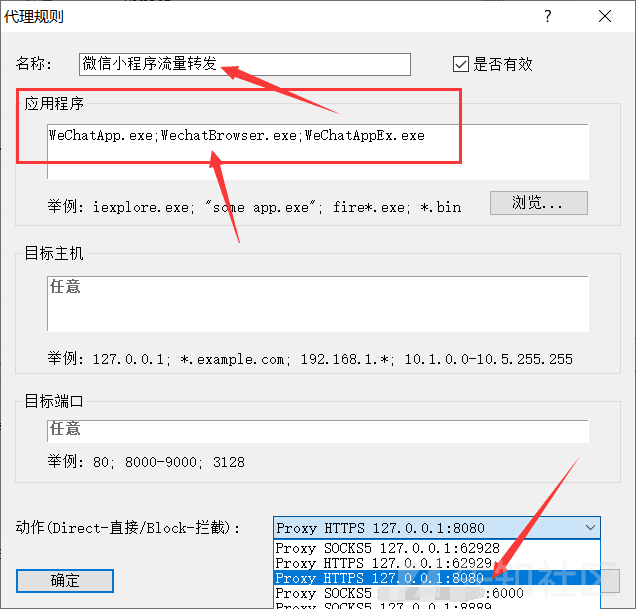 代理规则
名称: 微信小程序流量转发 是否有效
应用程序
WeChatApp.exe;WechatBrowser.exe;WeChatAppEx.exe
举例: iexplore.exe; "some app.exe"; fire*.exe; *.bin 浏览...
目标主机
任意
举例: 127.0.0.1; *.example.com; 192.168.1.*; 10.1.0.0-10.5.255.255
目标端口
任意
举例: 80; 8000-9000; 3128
动作(Direct-直接/Block-拦截): Proxy HTTPS 127.0.0.1:8080
Proxy SOCKS5 127.0.0.1:62928
Proxy HTTPS 127.0.0.1:62929
Proxy HTTPS 127.0.0.1:8080
确定
Proxy SOCKS5 :6000
Proxy SOCKS5 127.0.0.1:8889